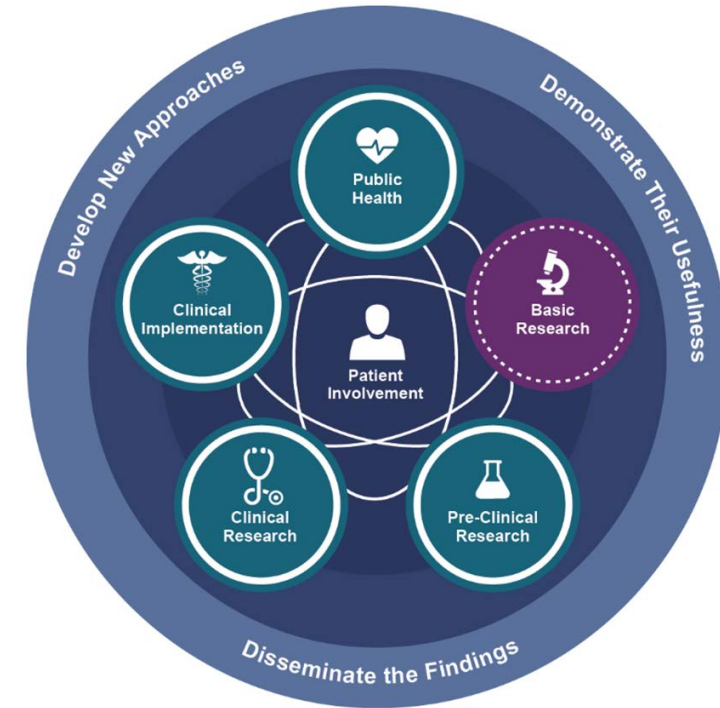 Develop New Approaches
Demonstrate Their Usefulness
Public
Health
Clinical
Implementation
Basic
Research
Patient
Involvement
Clinical
Research
Pre-Clinical
Research
Disseminate the Findings